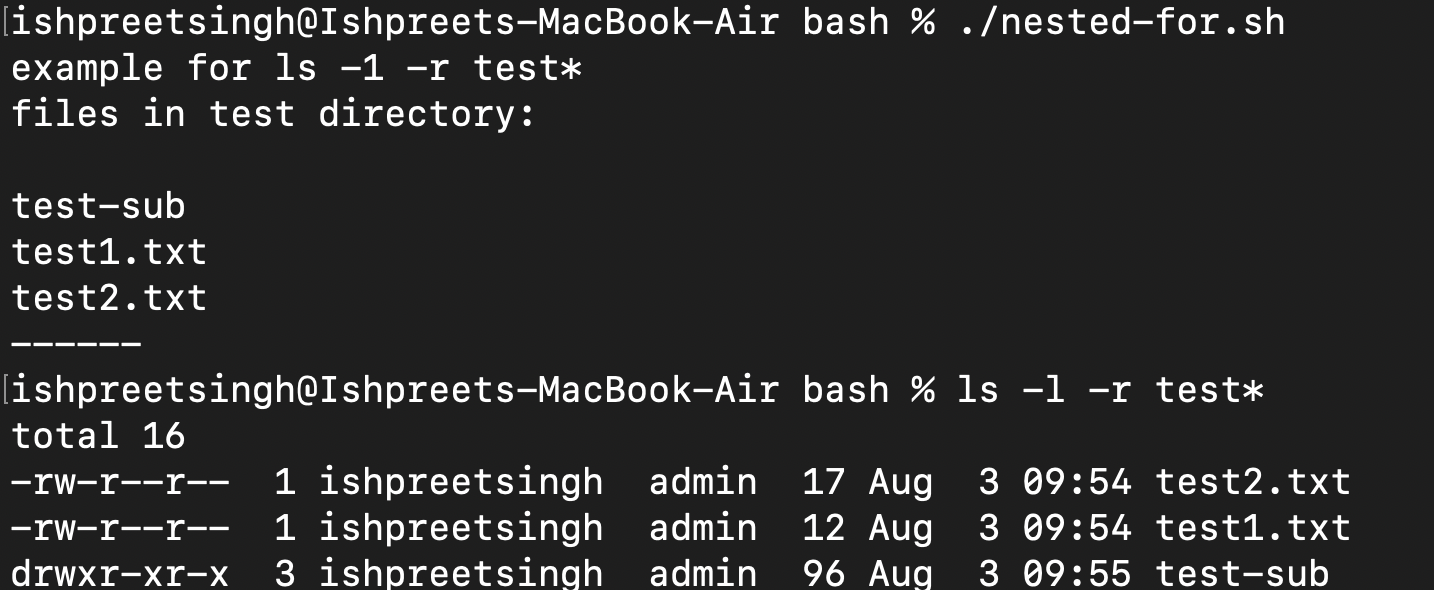 [ishpreetsingh@Ishpreets-MacBook-Air bash % ./nested-for.sh
example for ls -1 -r test*
files in test directory:

test-sub
test1.txt
test2.txt
------
[ishpreetsingh@Ishpreets-MacBook-Air bash % ls -l -r test*
total 16
-rw-r--r--  1 ishpreetsingh  admin  17 Aug  3 09:54 test2.txt
-rw-r--r--  1 ishpreetsingh  admin  12 Aug  3 09:54 test1.txt
drwxr-xr-x  3 ishpreetsingh  admin  96 Aug  3 09:55 test-sub